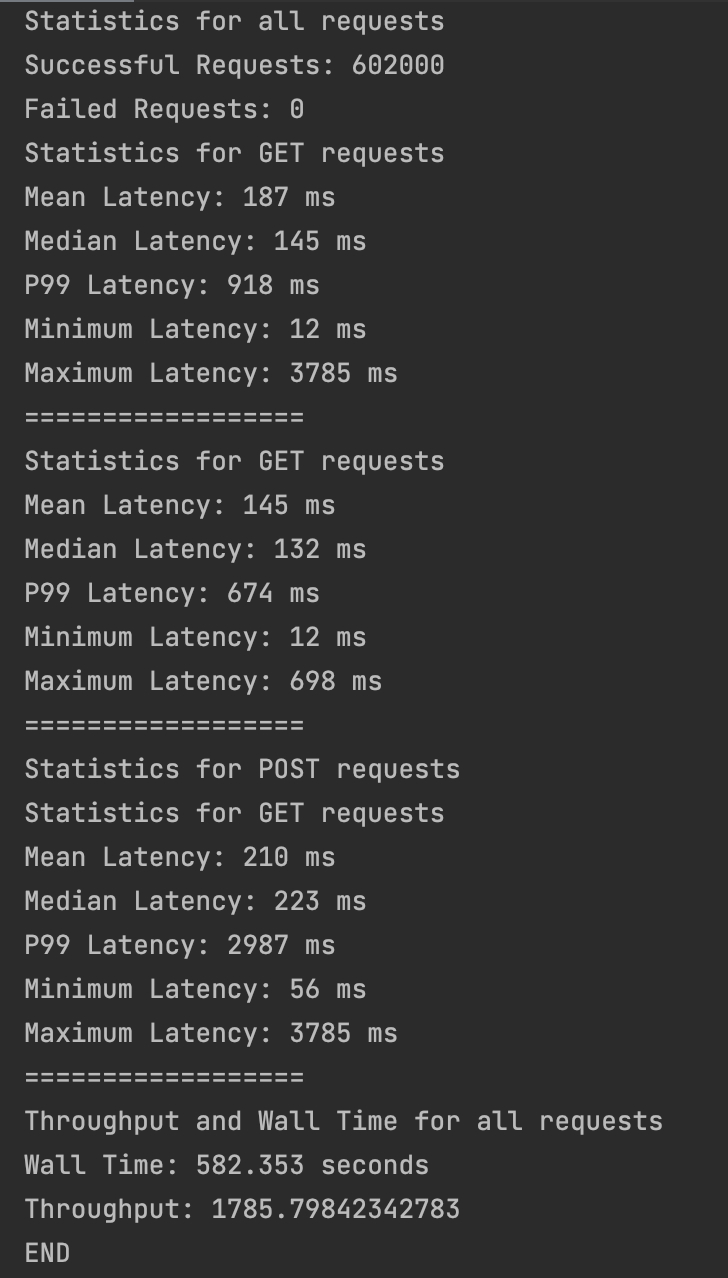 Statistics for all requests
Successful Requests: 602000
Failed Requests: 0
Statistics for GET requests
Mean Latency: 187 ms
Median Latency: 145 ms
P99 Latency: 918 ms
Minimum Latency: 12 ms
Maximum Latency: 3785 ms
==================
Statistics for GET requests
Mean Latency: 145 ms
Median Latency: 132 ms
P99 Latency: 674 ms
Minimum Latency: 12 ms
Maximum Latency: 698 ms
==================
Statistics for POST requests
Statistics for GET requests
Mean Latency: 210 ms
Median Latency: 223 ms
P99 Latency: 2987 ms
Minimum Latency: 56 ms
Maximum Latency: 3785 ms
==================
Throughput and Wall Time for all requests
Wall Time: 582.353 seconds
Throughput: 1785.79842342783
END